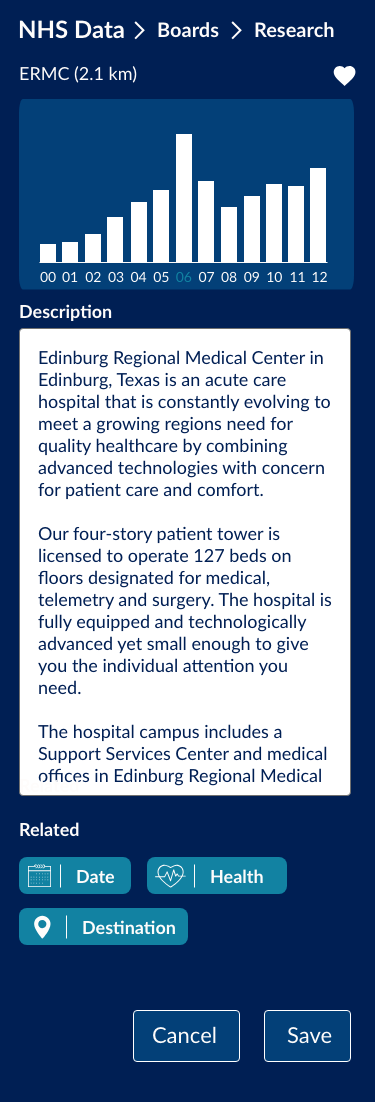 NHS Data > Boards > Research
ERMC (2.1 km)
00 01 02 03 04 05 06 07 08 09 10 11 12
Description
Edinburg Regional Medical Center in
Edinburg, Texas is an acute care
hospital that is constantly evolving to
meet a growing regions need for
quality healthcare by combining
advanced technologies with concern
for patient care and comfort.
Our four-story patient tower is
licensed to operate 127 beds on
floors designated for medical,
telemetry and surgery. The hospital is
fully equipped and technologically
advanced yet small enough to give
you the individual attention you
need.
The hospital campus includes a
Support Services Center and medical
offices in Edinburg Regional Medical
Related
Date
Health
Destination
Cancel
Save